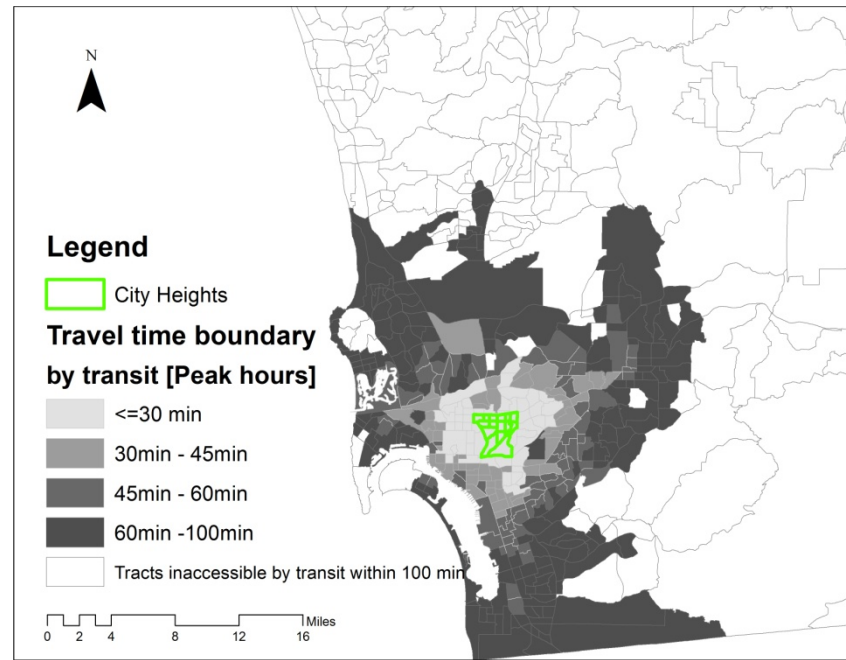 N
Legend
City Heights
Travel time boundary
by transit [Peak hours]
<=30 min
30min - 45min
45min - 60min
60min -100min
Tracts inaccessible by transit within 100 min
Miles
0 2 4 8 12 16